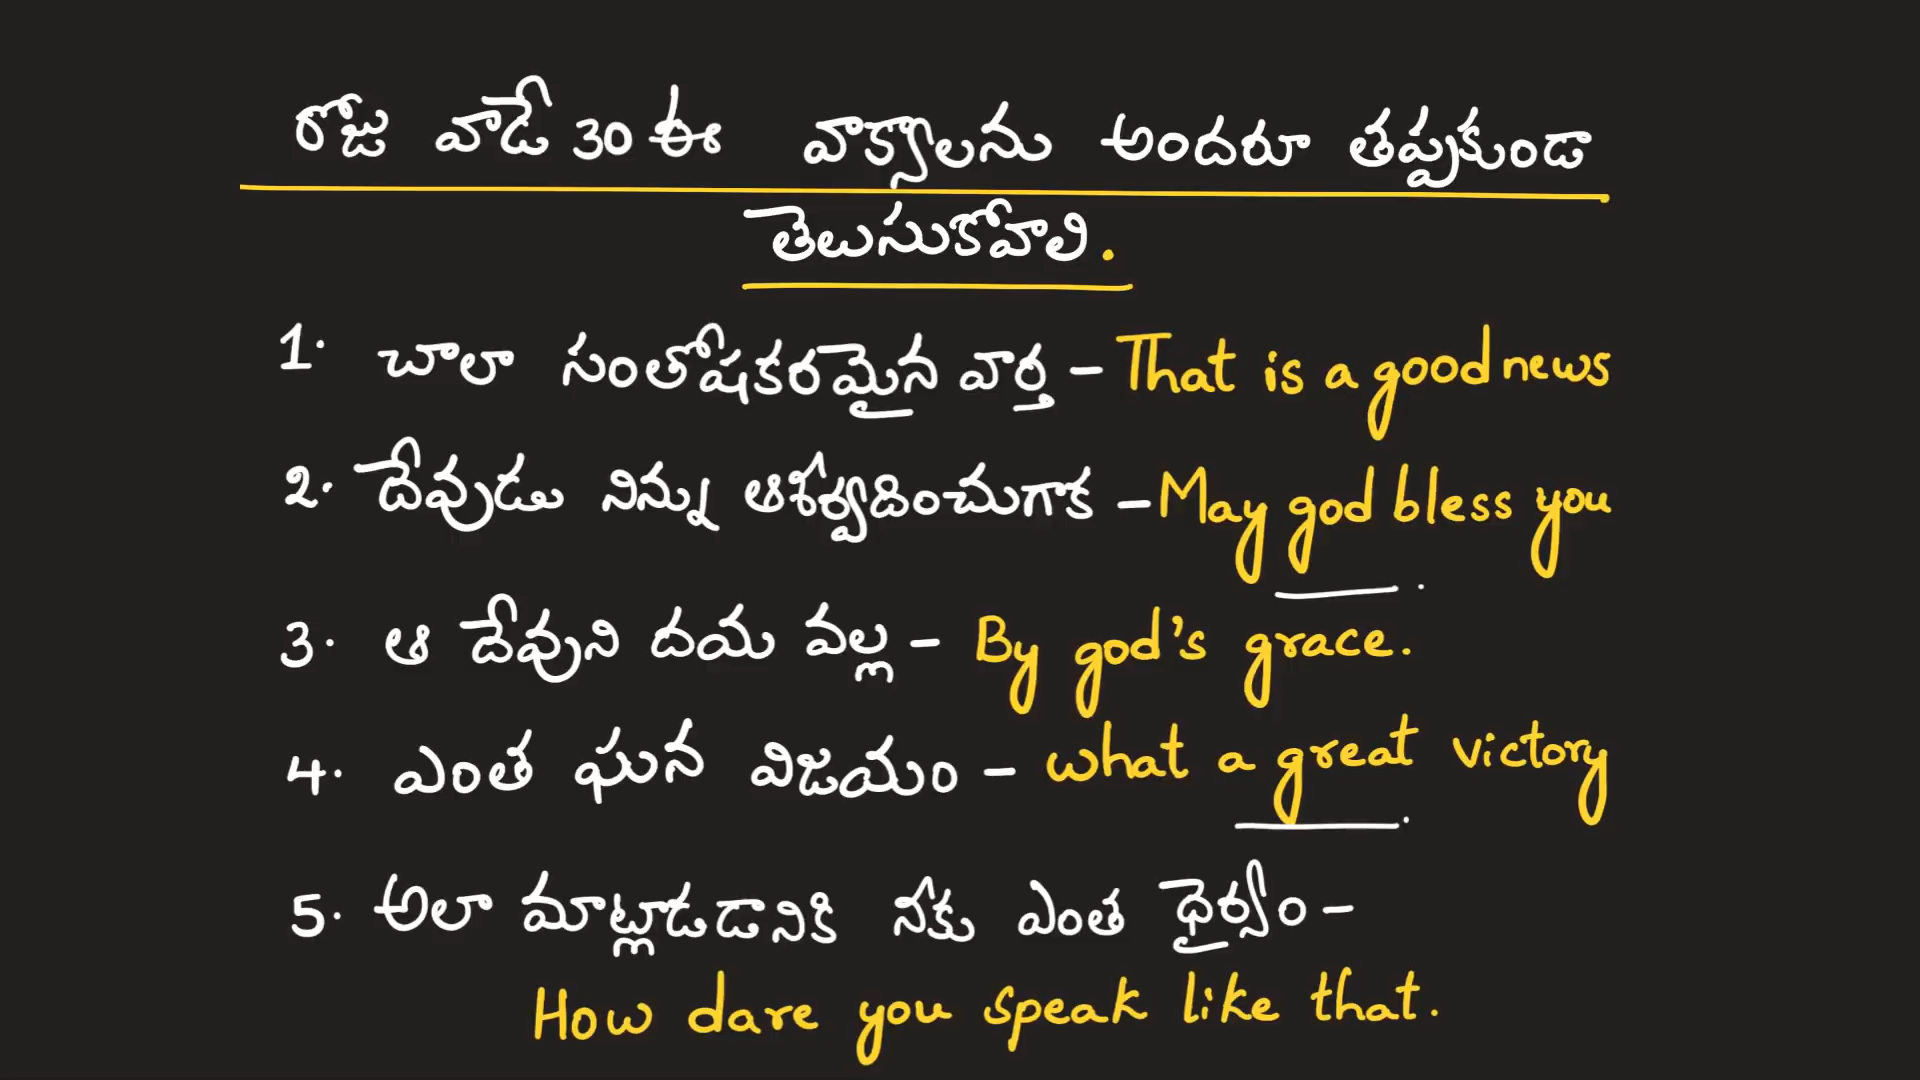 రోజు వాడే 30 ఈ వాక్యాలను అందరూ తప్పకుండా
తెలుసుకోవాలి.
1. చాలా సంతోషకరమైన వార్త - That is a good news
2. దేవుడు నిన్ను ఆశీర్వదించుగాక - May god bless you
3. ఆ దేవుని దయ వల్ల - By god's grace.
4. ఎంత ఘన విజయం - what a great victory
5. అలా మాట్లాడడానికి నీకు ఎంత ధైర్యం -
How dare you speak like that.